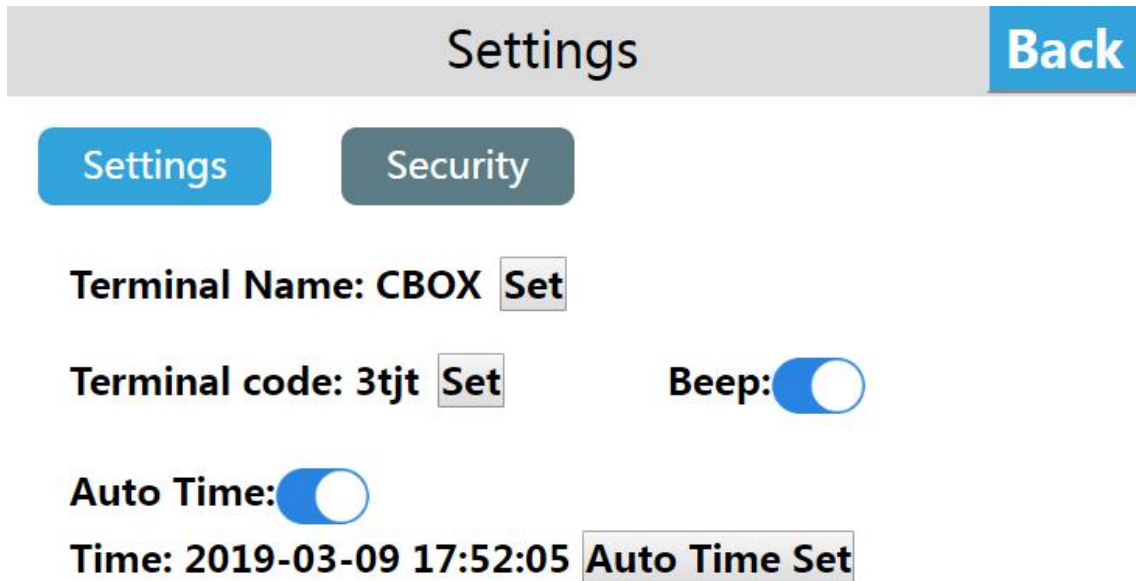 Settings Back
Settings Security
Terminal Name: CBOX Set
Terminal code: 3tjt Set Beep:
Auto Time:
Time: 2019-03-09 17:52:05 Auto Time Set